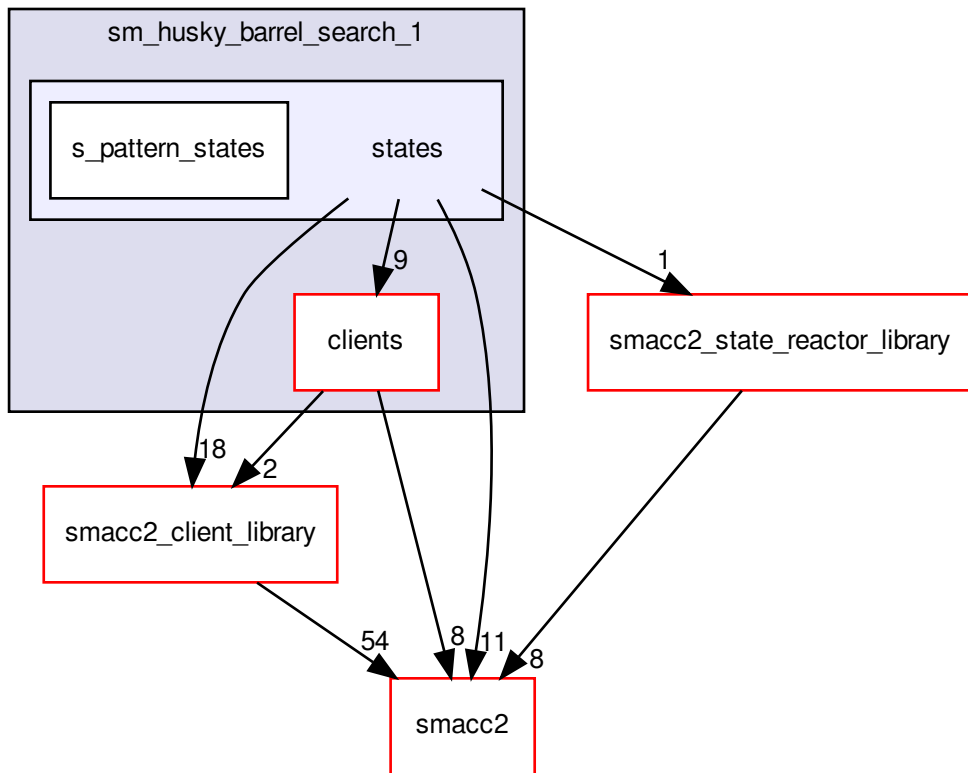 sm_husky_barrel_search_1
s_pattern_states
states
9
1
clients
smacc2_state_reactor_library
18
2
smacc2_client_library
54
8
11
8
smacc2